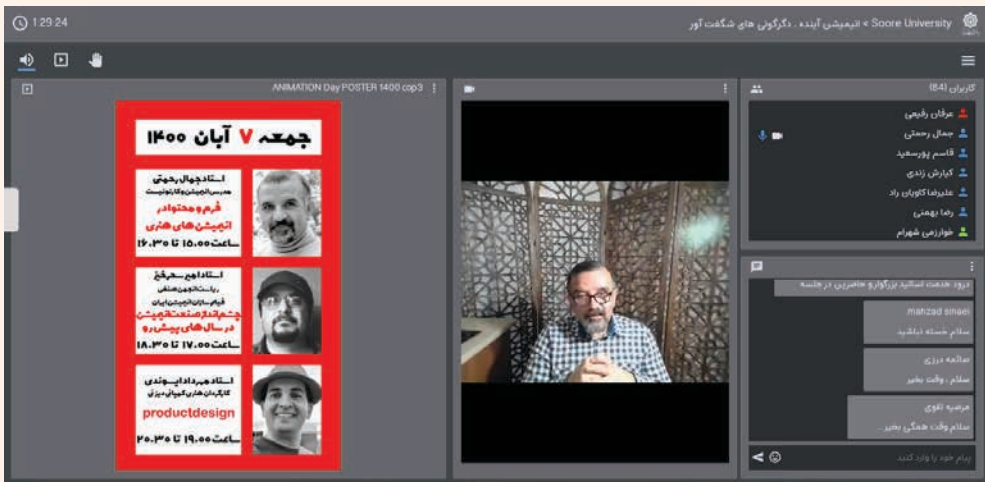 1:29:24
Soore University » انیمیشن آینده . دگرگونی های شگفت آور
ANIMATION Day POSTER 1400 cop3
جمعه ۷ آبان ۱۴۰۰
استاد جمال رحمتی
مدرس انیمیشن و کارتونیست
فرم و محتوا در
انیمیشن های هنری
ساعت ۱۵.۰۰ تا ۱۶.۳۰
استاد امیر سحرخیز
ریاست انجمن صنفی
فیلم سازان انیمیشن ایران
چشم انداز صنعت انیمیشن
در سال های پیش رو
ساعت ۱۷.۰۰ تا ۱۸.۳۰
استاد مهرداد ایوندی
کارگردان هنری کمپانی دیزنی
productdesign
ساعت ۱۹.۰۰ تا ۲۰.۳۰
کاربران (84)
عرفان رفیعی
جمال رحمتی
قاسم پورسعید
کیارش زندی
علیرضا کاویان راد
رضا بهمنی
خوارزمی شهرام
درود خدمت اساتید بزرگوار و حاضرین در جلسه
mahzad sinaei
سلام خسته نباشید
صائمه درزی
سلام ، وقت بخیر
مرضیه تقوی
سلام وقت همگی بخیر ..
پیام خود را وارد کنید